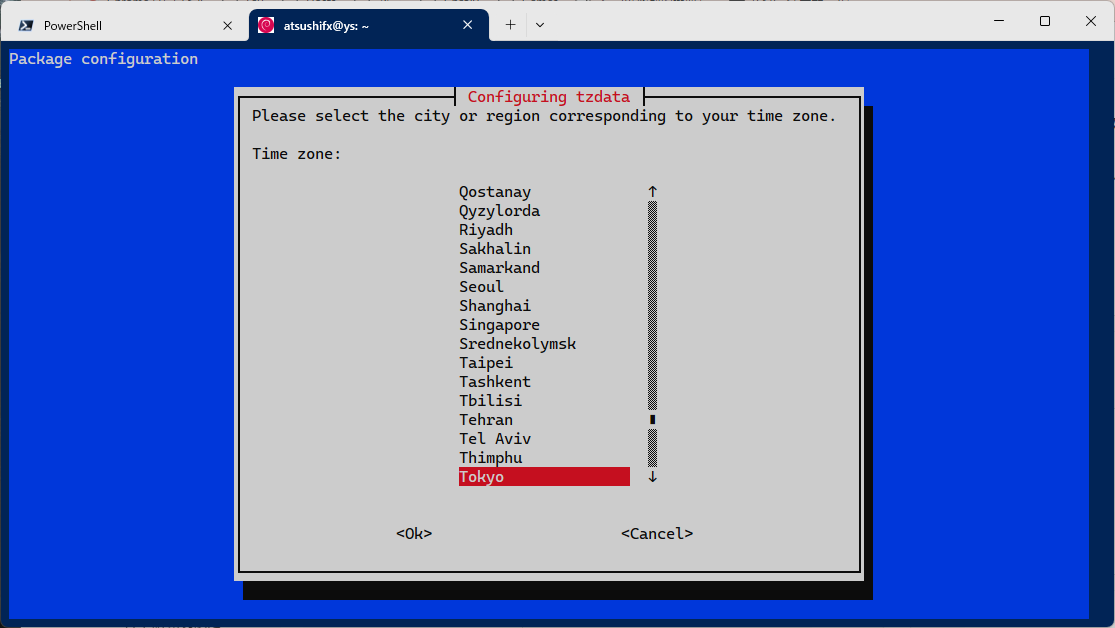 PowerShell
atsushifx@ys: ~
Package configuration
Configuring tzdata
Please select the city or region corresponding to your time zone.
Time zone:
Qostanay
Qyzylorda
Riyadh
Sakhalin
Samarkand
Seoul
Shanghai
Singapore
Srednekolymsk
Taipei
Tashkent
Tbilisi
Tehran
Tel Aviv
Thimphu
Tokyo
<Ok> <Cancel>